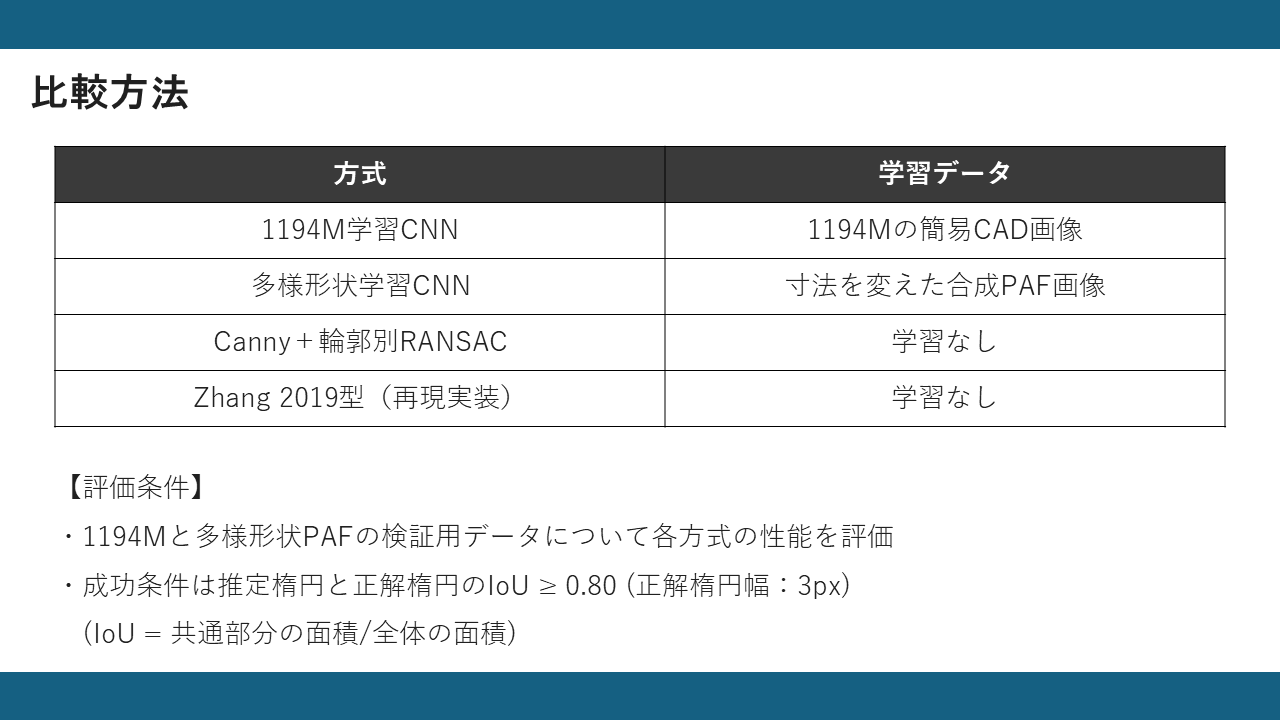 比較方法
方式 学習データ
1194M学習CNN 1194Mの簡易CAD画像
多様形状学習CNN 寸法を変えた合成PAF画像
Canny＋輪郭別RANSAC 学習なし
Zhang 2019型（再現実装） 学習なし
【評価条件】
・1194Mと多様形状PAFの検証用データについて各方式の性能を評価
・成功条件は推定楕円と正解楕円のIoU ≥ 0.80 (正解楕円幅：3px)
(IoU = 共通部分の面積/全体の面積)